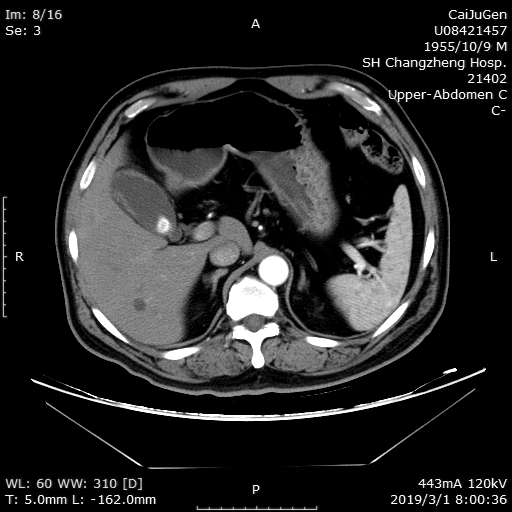 Im: 8/16
Se: 3
A
CaiJuGen
U08421457
1955/10/9 M
SH Changzheng Hosp.
21402
Upper-Abdomen C
C-
R
L
WL: 60 WW: 310 [D]
T: 5.0mm L: -162.0mm
P
443mA 120kV
2019/3/1 8:00:36